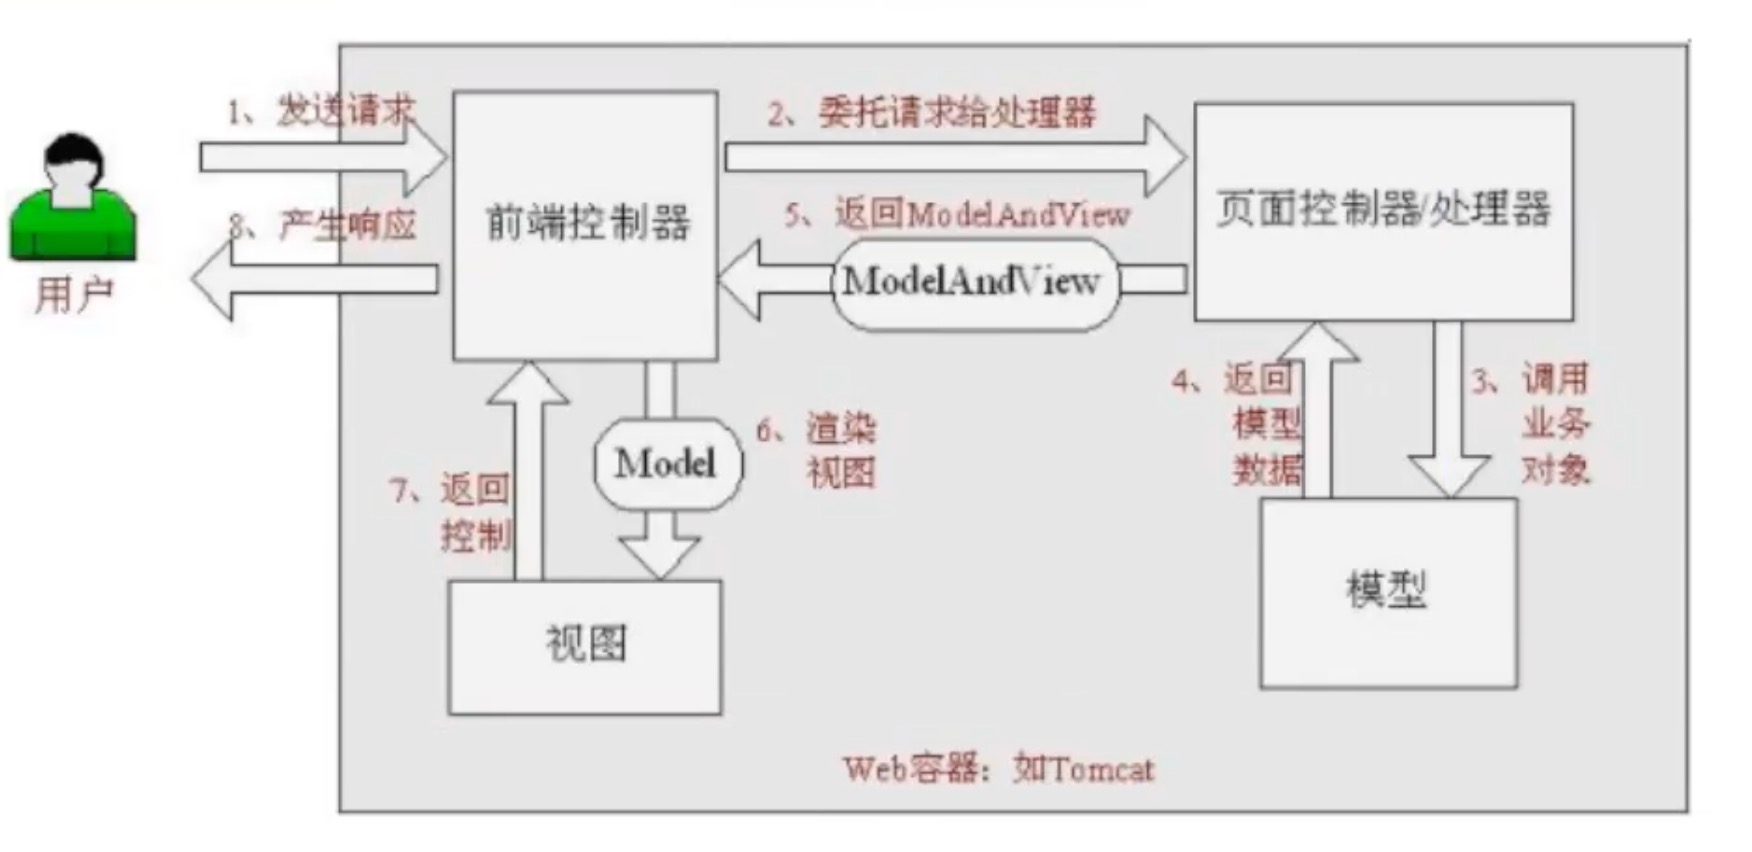 1、发送请求
2、委托请求给处理器
用户
8、产生响应
前端控制器
5、返回ModelAndView
ModelAndView
页面控制器/处理器
4、返回
模型
数据
3、调用
业务
对象
6、渲染
视图
Model
7、返回
控制
视图
模型
Web容器：如Tomcat